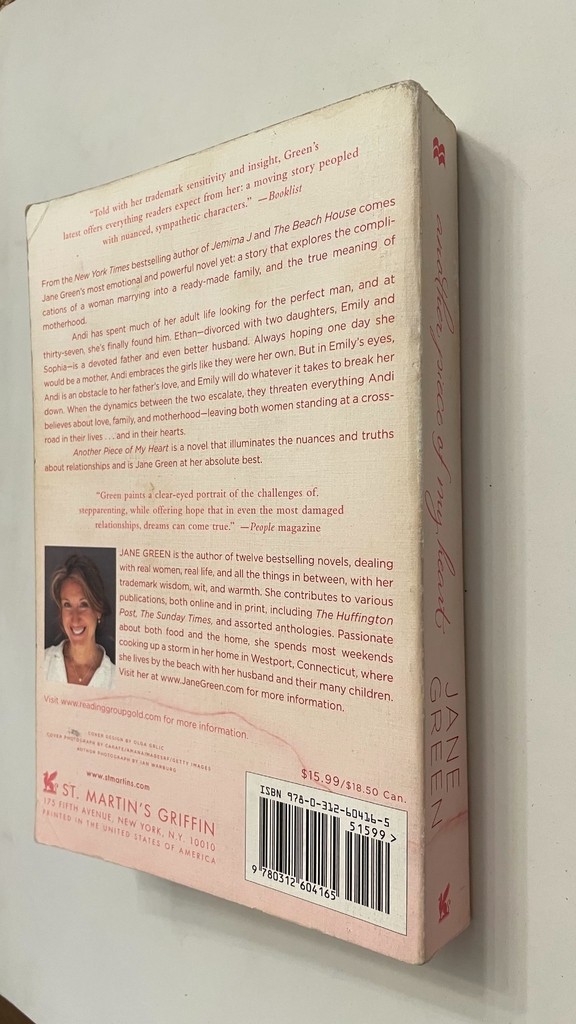 “Told with her trademark sensitivity and insight, Green’s
latest offers everything readers expect from her: a moving story peopled
with nuanced, sympathetic characters.” —Booklist
From the New York Times bestselling author of Jemima J and The Beach House comes
Jane Green’s most emotional and powerful novel yet: a story that explores the compli-
cations of a woman marrying into a ready-made family, and the true meaning of
motherhood.
Andi has spent much of her adult life looking for the perfect man, and at
thirty-seven, she’s finally found him. Ethan—divorced with two daughters, Emily and
Sophia—is a devoted father and even better husband. Always hoping one day she
would be a mother, Andi embraces the girls like they were her own. But in Emily’s eyes,
Andi is an obstacle to her father’s love, and Emily will do whatever it takes to break her
down. When the dynamics between the two escalate, they threaten everything Andi
believes about love, family, and motherhood—leaving both women standing at a cross-
road in their lives . . . and in their hearts.
Another Piece of My Heart is a novel that illuminates the nuances and truths
about relationships and is Jane Green at her absolute best.
“Green paints a clear-eyed portrait of the challenges of
stepparenting, while offering hope that in even the most damaged
relationships, dreams can come true.” —People magazine
JANE GREEN is the author of twelve bestselling novels, dealing
with real women, real life, and all the things in between, with her
trademark wisdom, wit, and warmth. She contributes to various
publications, both online and in print, including The Huffington
Post, The Sunday Times, and assorted anthologies. Passionate
about both food and the home, she spends most weekends
cooking up a storm in her home in Westport, Connecticut, where
she lives by the beach with her husband and their many children.
Visit her at www.JaneGreen.com for more information.
Visit www.readinggroupgold.com for more information.
COVER DESIGN BY OLGA GRLIC
COVER PHOTOGRAPH BY
AUTHOR PHOTOGRAPH BY IAN WARBURG
www.stmartins.com
ST. MARTIN’S GRIFFIN
175 FIFTH AVENUE, NEW YORK, N.Y. 10010
PRINTED IN THE UNITED STATES OF AMERICA
$15.99/$18.50 Can.
ISBN 978-0-312-60416-5
51599>
9 780312 604165
another piece of my heart
JANE
GREEN